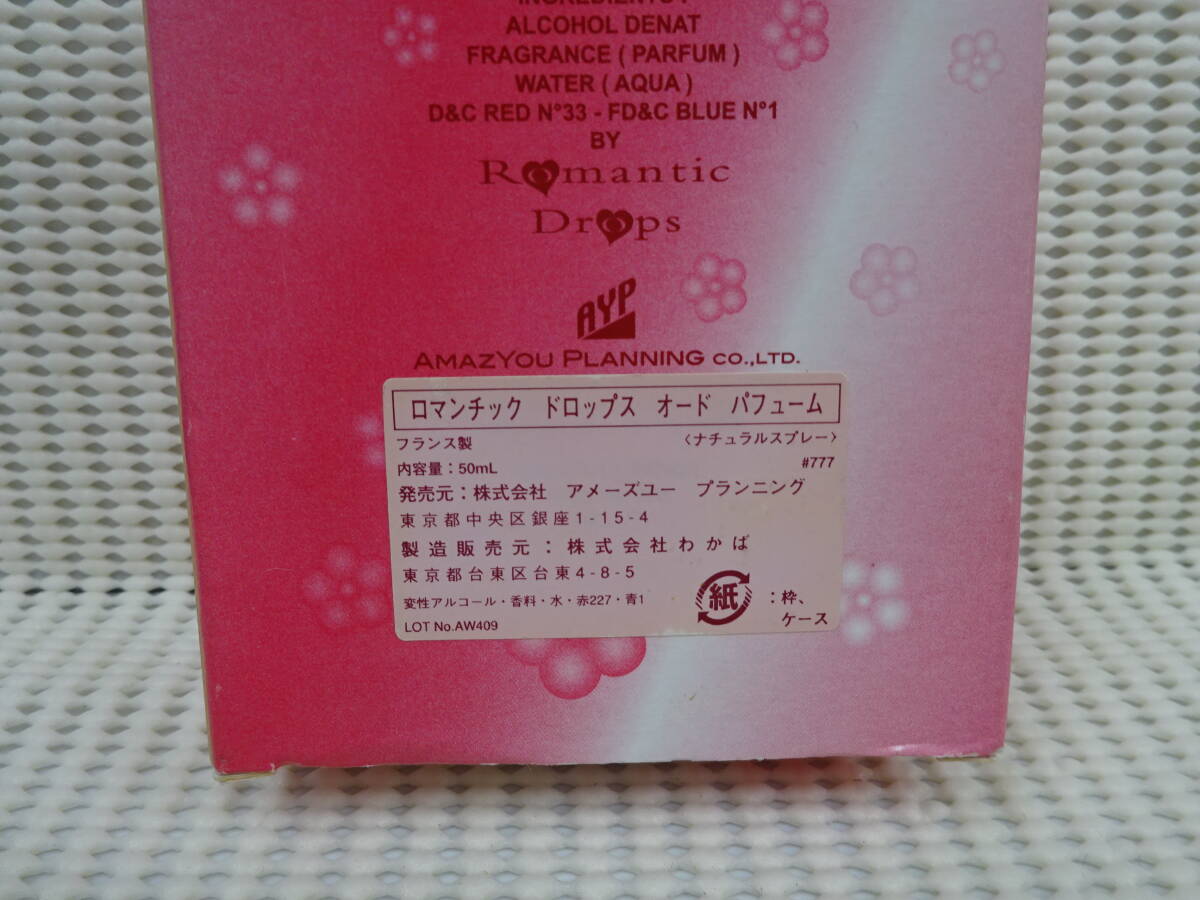 INGREDIENTS :
ALCOHOL DENAT
FRAGRANCE ( PARFUM )
WATER ( AQUA )
D&C RED N°33 - FD&C BLUE N°1
BY
Romantic
Drops
AYP
AMAZYOU PLANNING CO.,LTD.
ロマンチック ドロップス オード パフューム
フランス製 〈ナチュラルスプレー〉
内容量：50mL #777
発売元：株式会社 アメーズユー プランニング
東京都中央区銀座1-15-4
製造販売元：株式会社わかば
東京都台東区台東4-8-5
変性アルコール・香料・水・赤227・青1
紙 ：枠、
ケース
LOT No.AW409